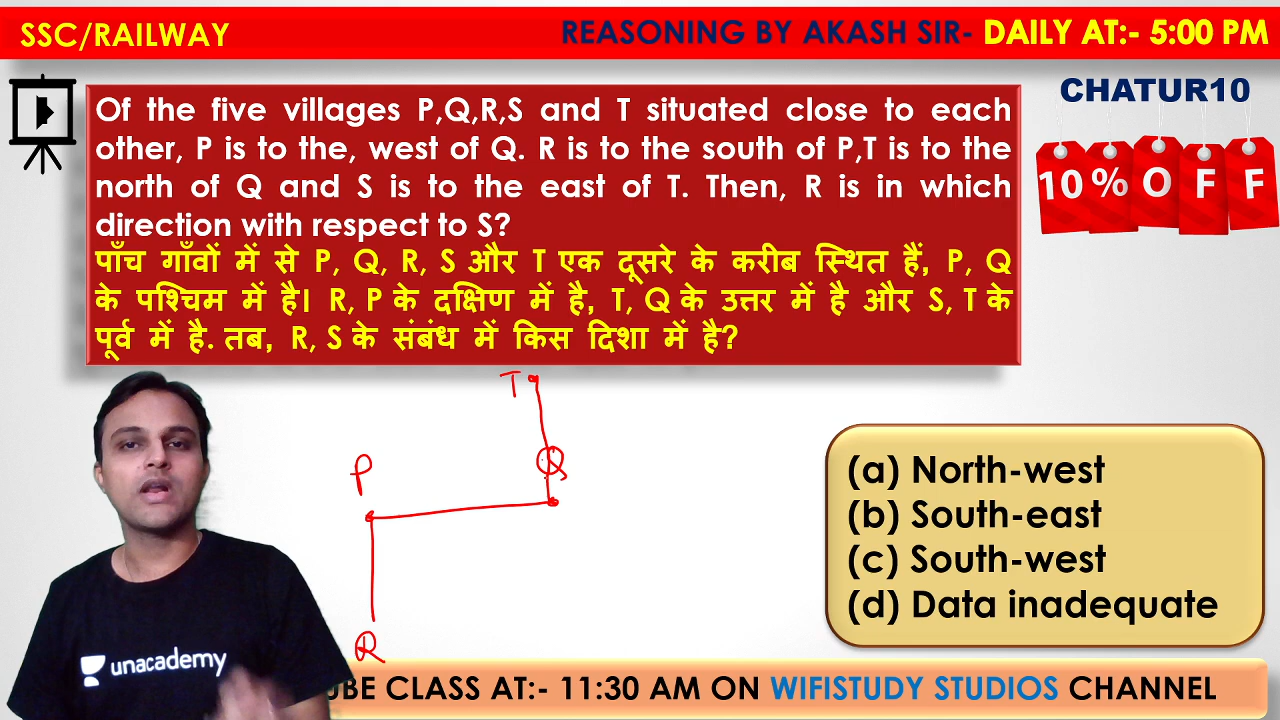 SSC/RAILWAY
REASONING BY AKASH SIR- DAILY AT:- 5:00 PM
CHATUR10
10% OFF
Of the five villages P,Q,R,S and T situated close to each
other, P is to the, west of Q. R is to the south of P,T is to the
north of Q and S is to the east of T. Then, R is in which
direction with respect to S?
पाँच गाँवों में से P, Q, R, S और T एक दूसरे के करीब स्थित हैं, P, Q
के पश्चिम में है। R, P के दक्षिण में है, T, Q के उत्तर में है और S, T के
पूर्व में है. तब, R, S के संबंध में किस दिशा में है?
T
P
Q
R
(a) North-west
(b) South-east
(c) South-west
(d) Data inadequate
unacademy
UBE CLASS AT:- 11:30 AM ON WIFISTUDY STUDIOS CHANNEL